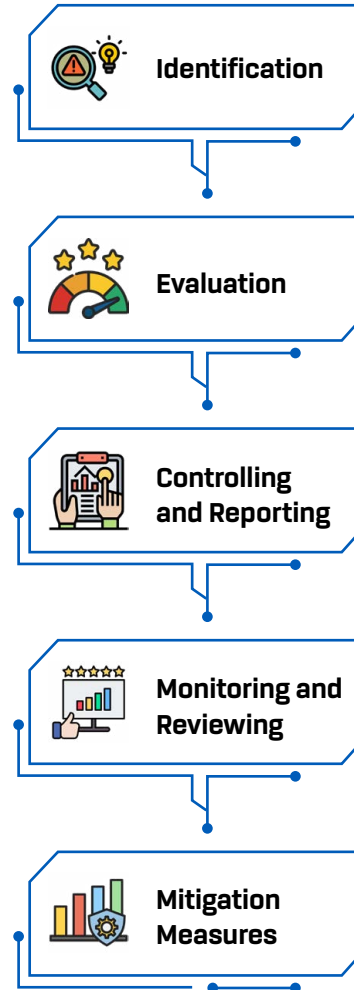 Identification
Evaluation
Controlling
and Reporting
Monitoring and
Reviewing
Mitigation
Measures